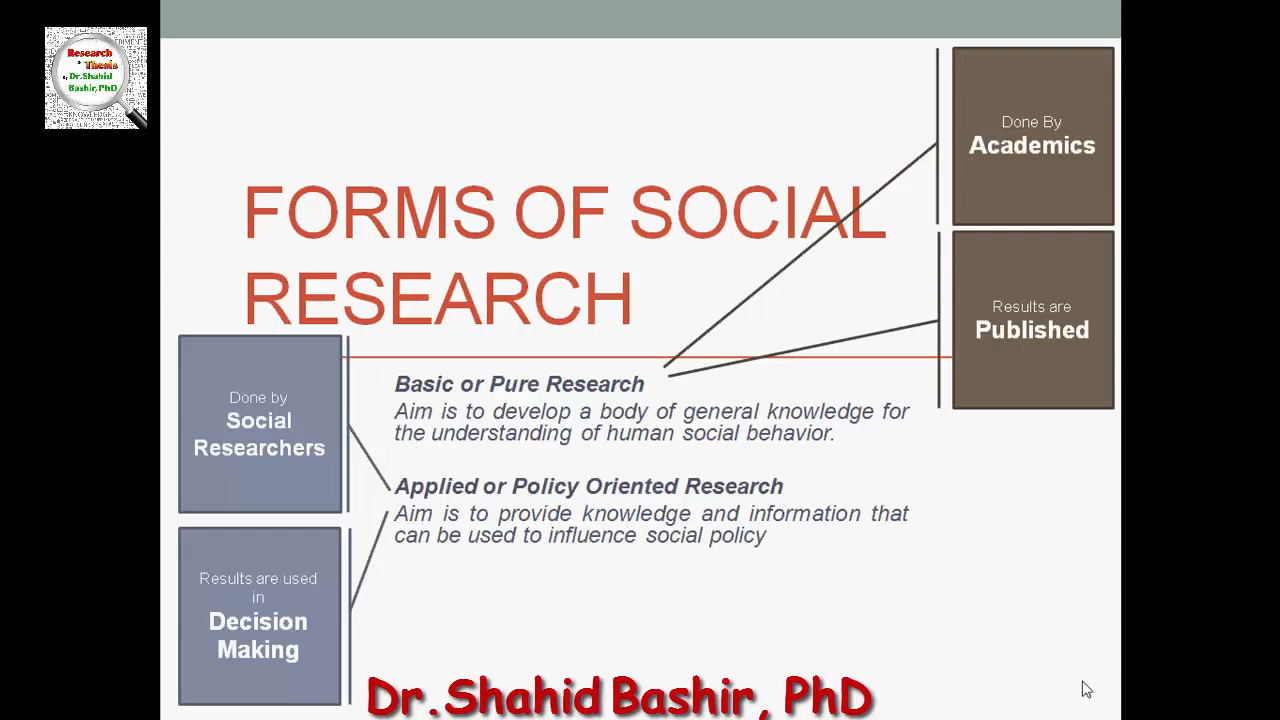 Research
Thesis
by Dr.Shahid
Bashir, PhD
KNOWLEDGE
Done By
Academics
FORMS OF SOCIAL
RESEARCH
Results are
Published
Basic or Pure Research
Aim is to develop a body of general knowledge for
the understanding of human social behavior.
Done by
Social
Researchers
Applied or Policy Oriented Research
Aim is to provide knowledge and information that
can be used to influence social policy
Results are used
in
Decision
Making
Dr.Shahid Bashir, PhD